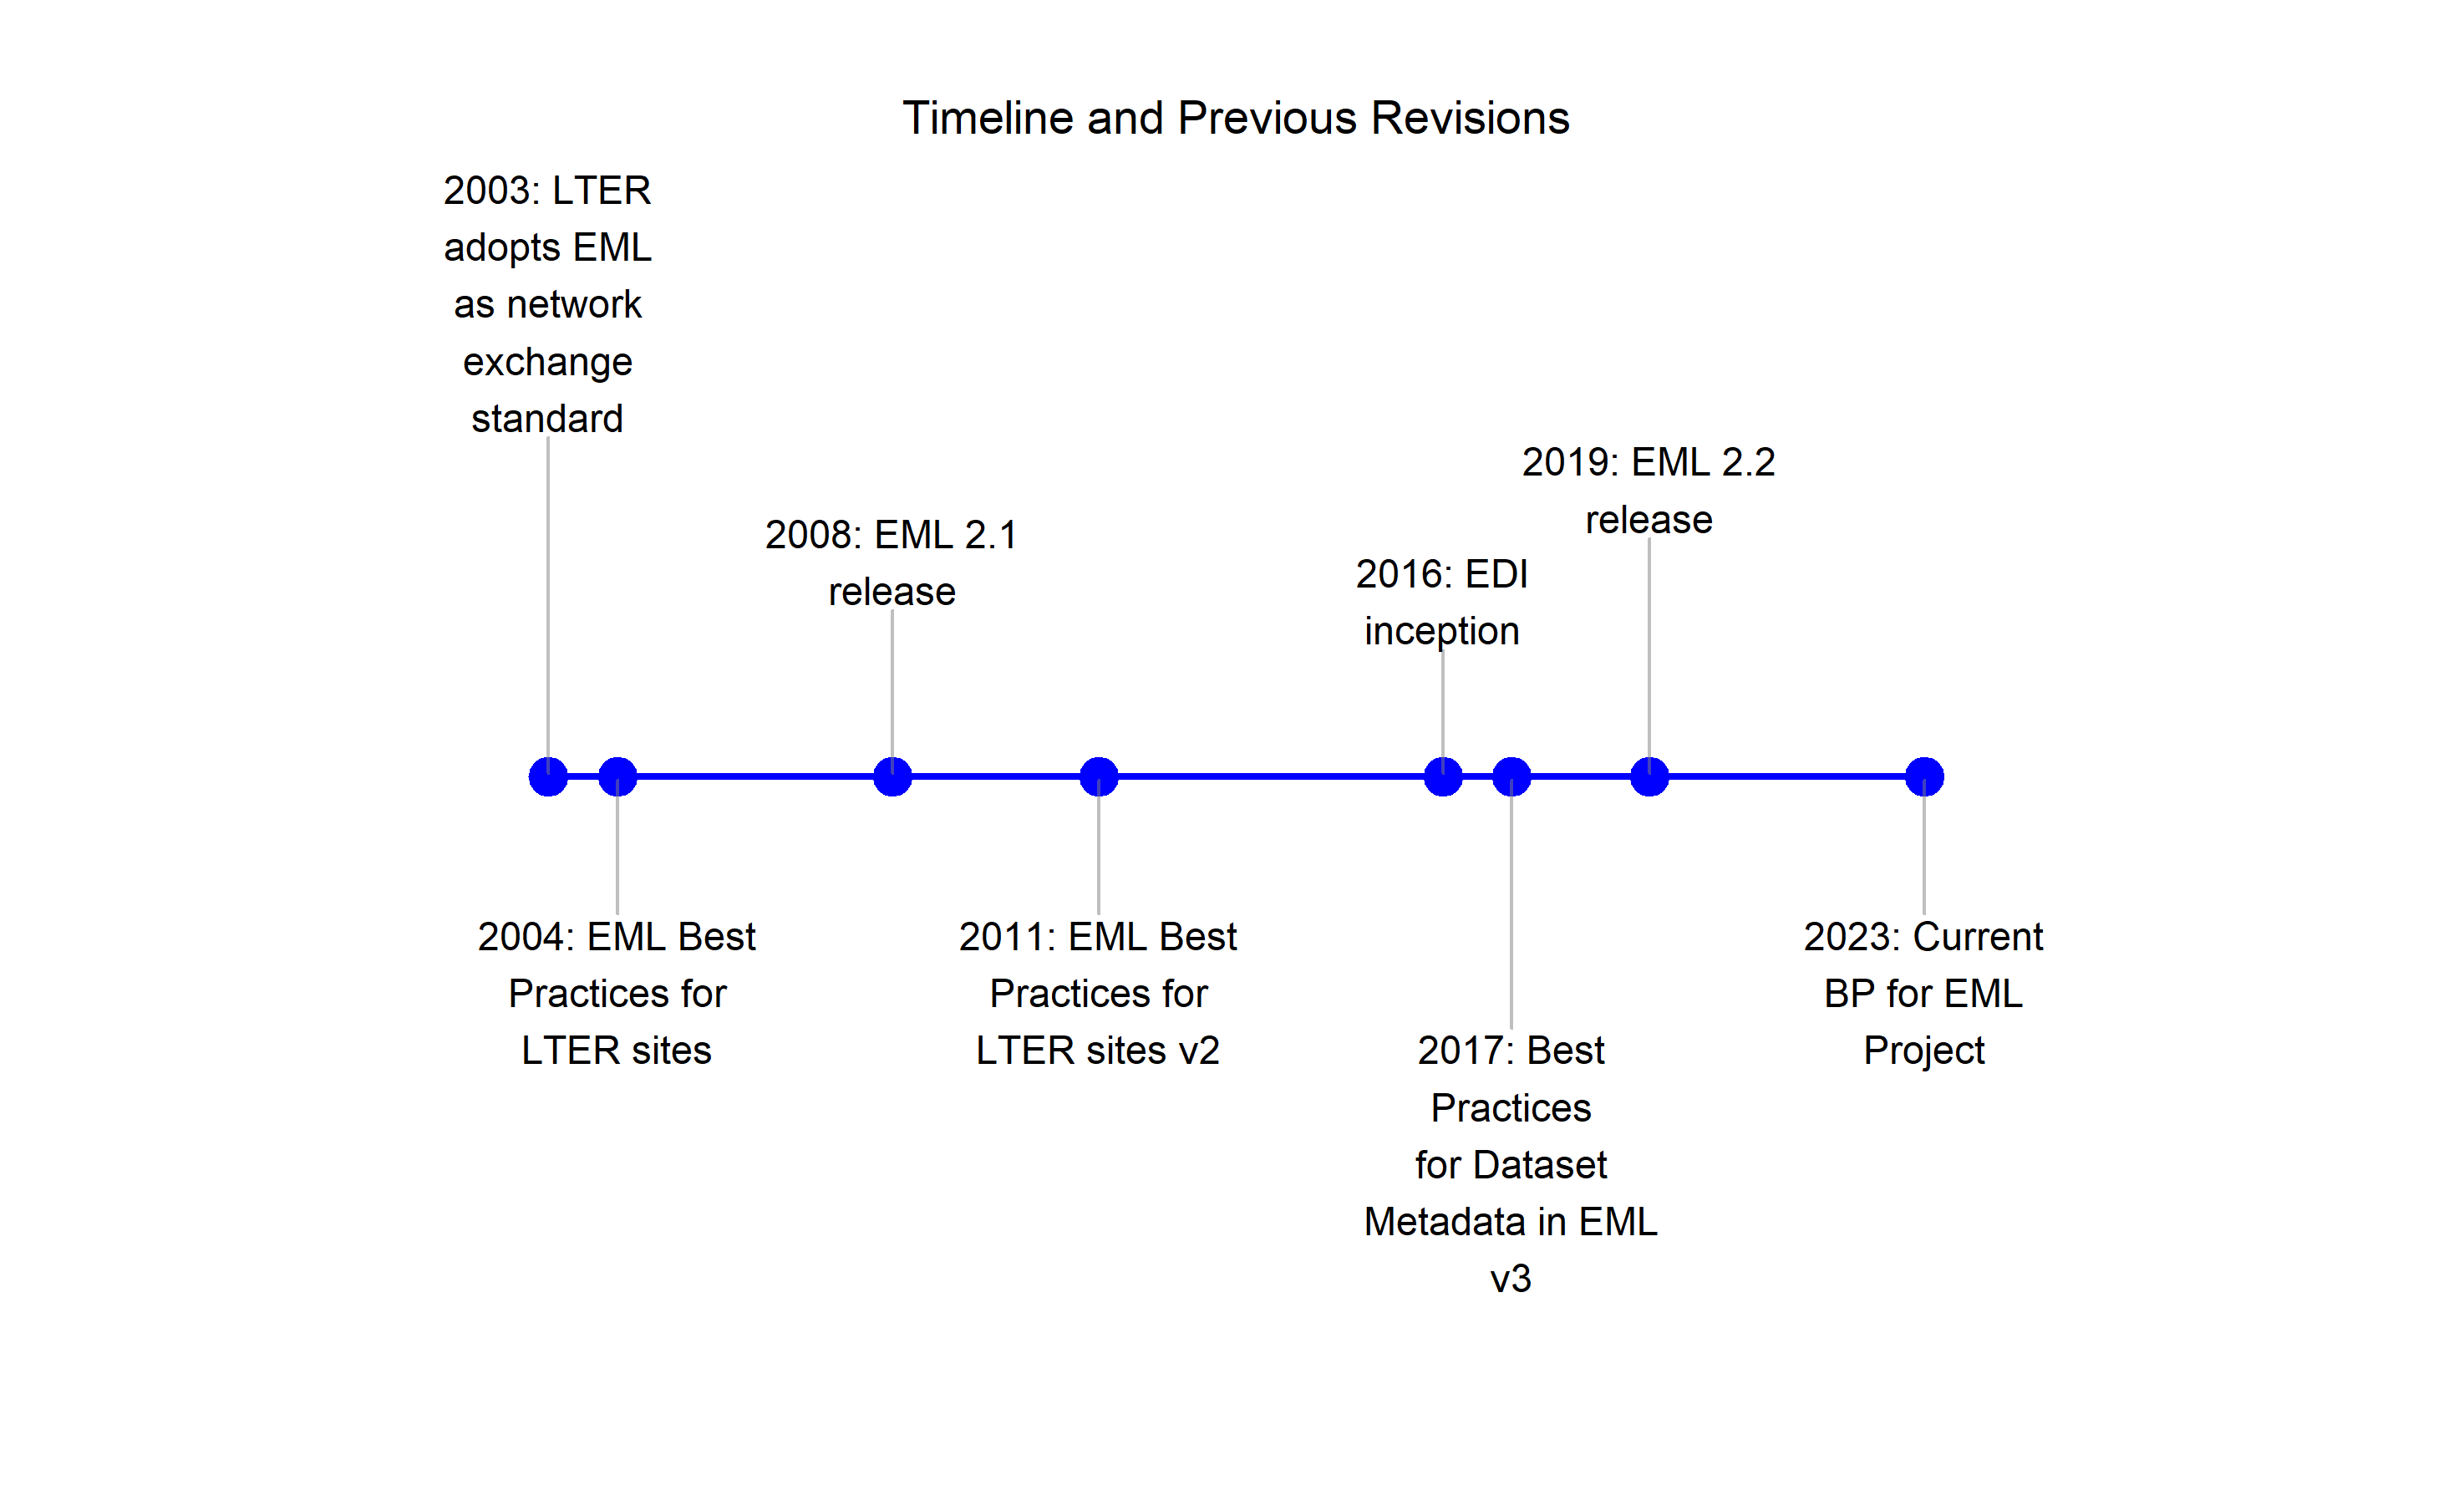 Timeline and Previous Revisions
2003: LTER
adopts EML
as network
exchange
standard
2008: EML 2.1
release
2016: EDI
inception
2019: EML 2.2
release
2004: EML Best
Practices for
LTER sites
2011: EML Best
Practices for
LTER sites v2
2017: Best
Practices
for Dataset
Metadata in EML
v3
2023: Current
BP for EML
Project